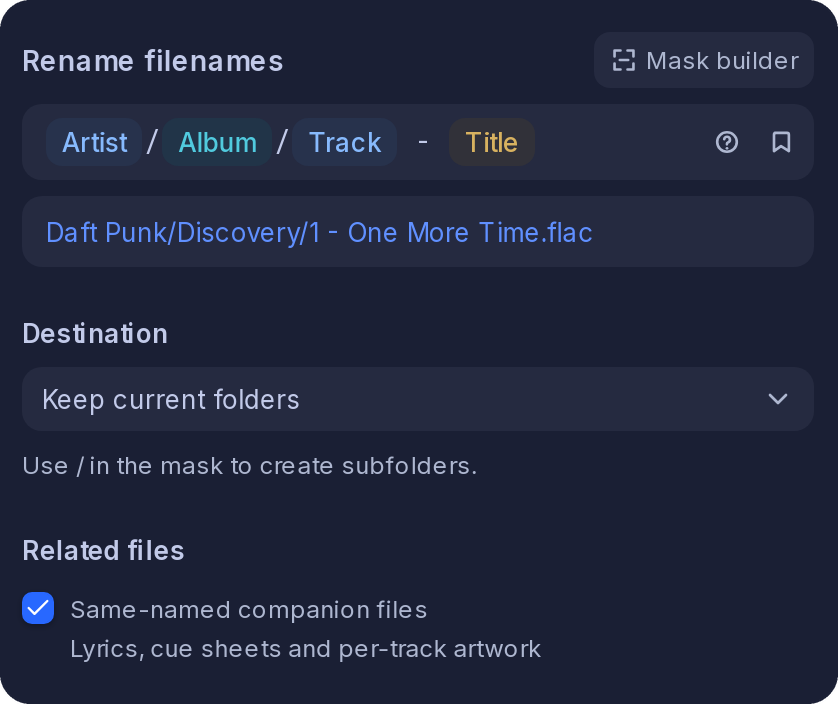 Rename filenames
Mask builder
Artist / Album / Track - Title
Daft Punk/Discovery/1 - One More Time.flac
Destination
Keep current folders
Use / in the mask to create subfolders.
Related files
Same-named companion files
Lyrics, cue sheets and per-track artwork